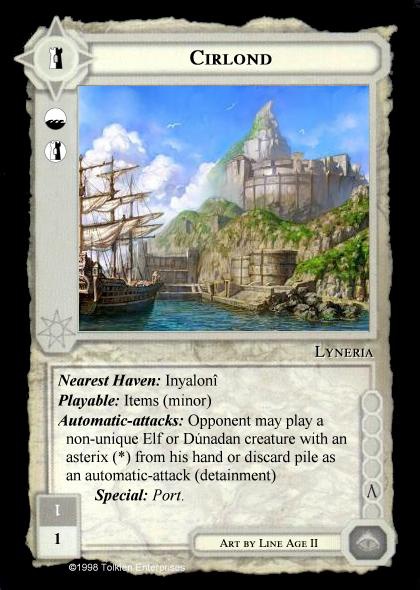 Cirlond
Lyneria
Nearest Haven: Inyalonî
Playable: Items (minor)
Automatic-attacks: Opponent may play a
non-unique Elf or Dúnadan creature with an
asterix (*) from his hand or discard pile as
an automatic-attack (detainment)
Special: Port.
Λ
1
1
Art by Line Age II
©1998 Tolkien Enterprises